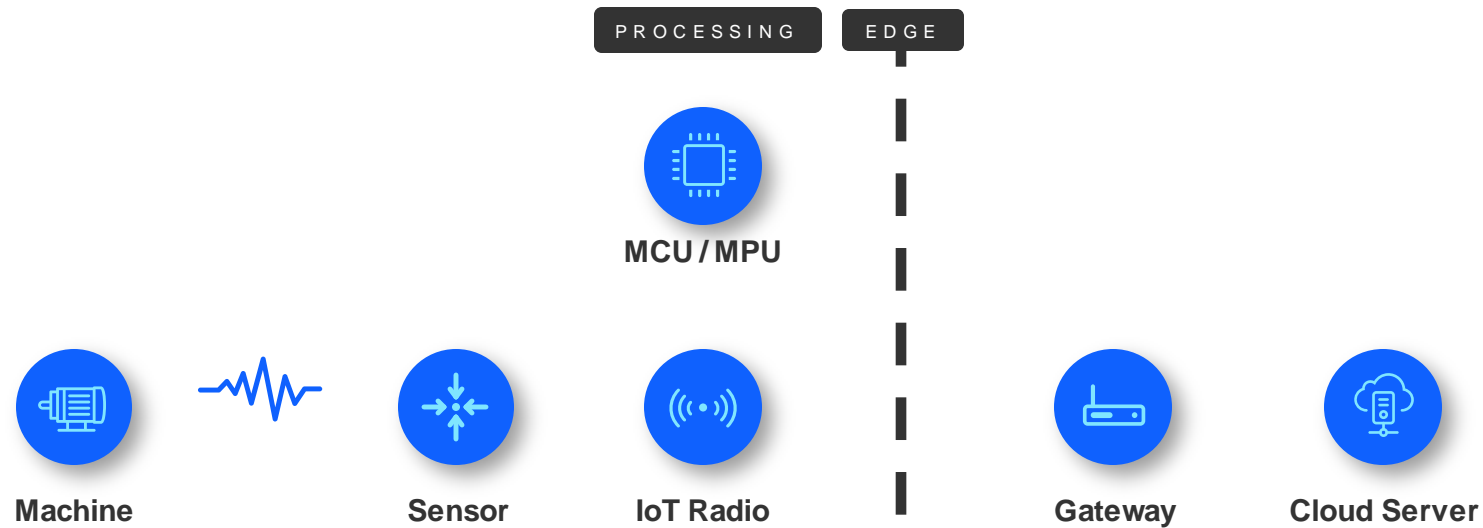 PROCESSING
EDGE
MCU / MPU
Machine
Sensor
IoT Radio
Gateway
Cloud Server